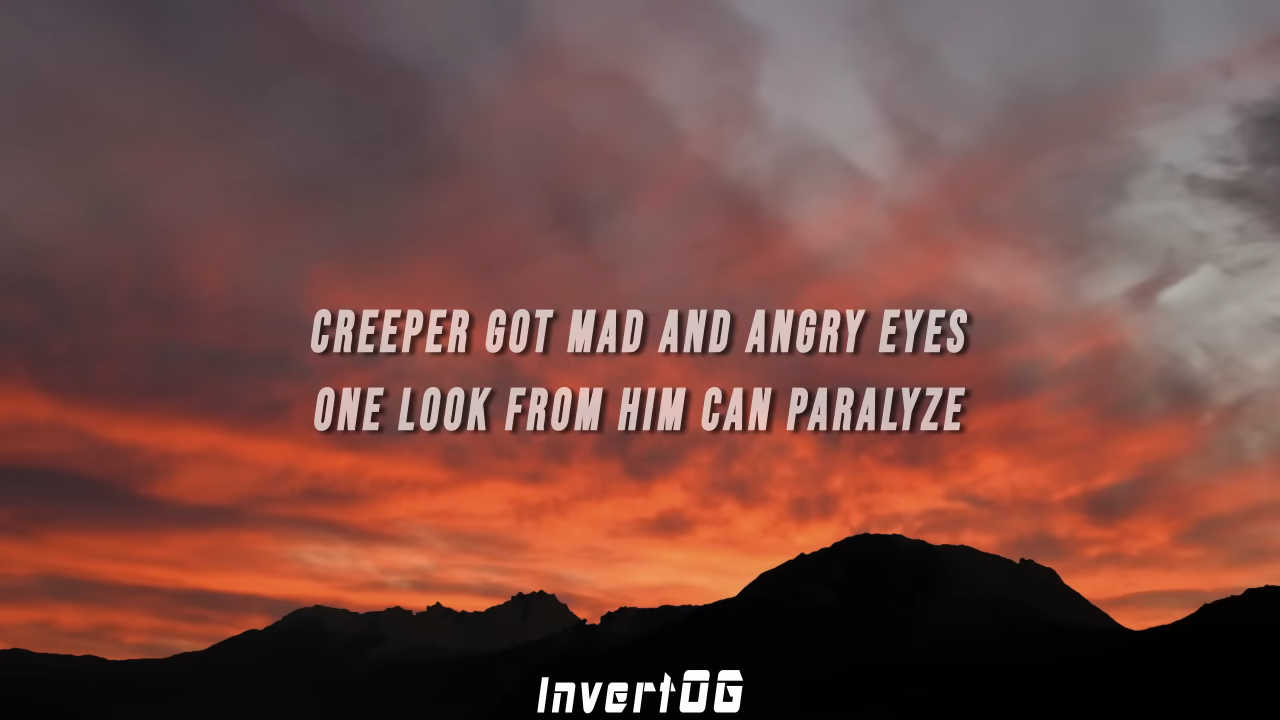 CREEPER GOT MAD AND ANGRY EYES
ONE LOOK FROM HIM CAN PARALYZE
InvertOG